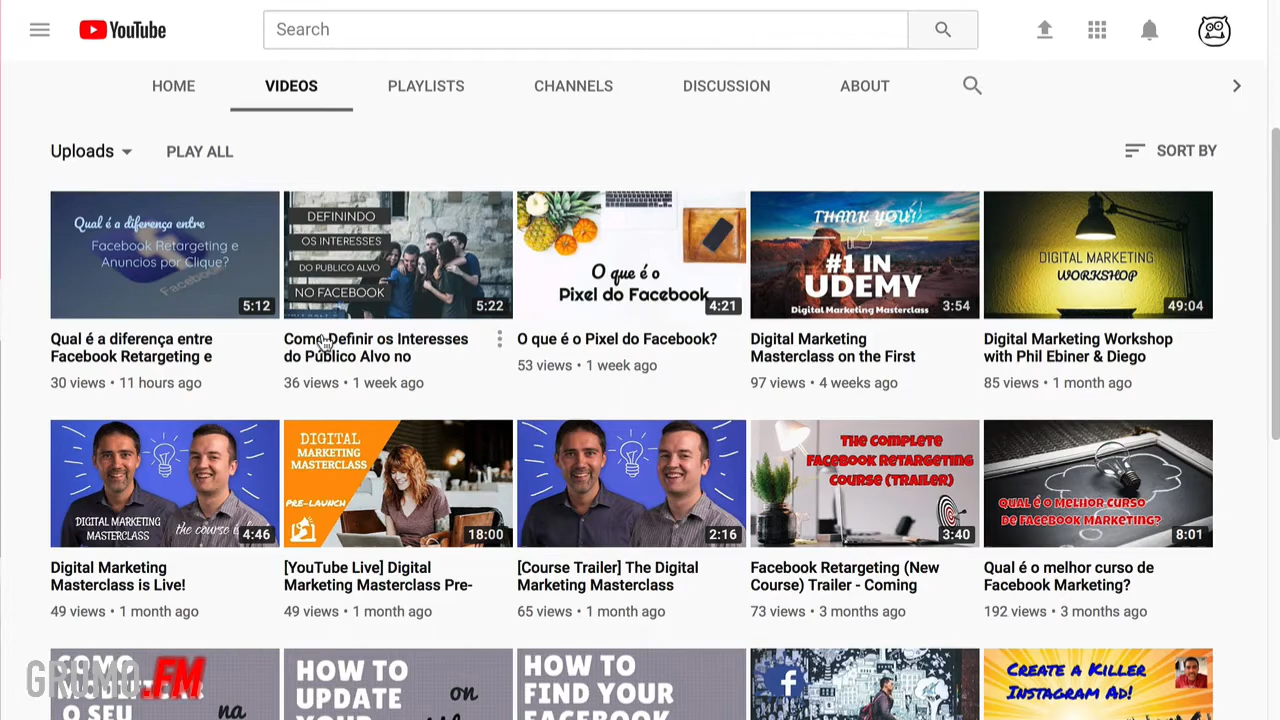 YouTube
Search
HOME
VIDEOS
PLAYLISTS
CHANNELS
DISCUSSION
ABOUT
Uploads
PLAY ALL
SORT BY
Qual é a diferença entre
Facebook Retargeting e
Anuncios por Clique?
5:12
DEFININDO
OS INTERESSES
DO PUBLICO ALVO
NO FACEBOOK
5:22
O que é o
Pixel do Facebook
4:21
THANK YOU!
#1 IN
UDEMY
Digital Marketing Masterclass
3:54
DIGITAL MARKETING
WORKSHOP
49:04
Qual é a diferença entre
Facebook Retargeting e
30 views • 11 hours ago
Como Definir os Interesses
do Público Alvo no
36 views • 1 week ago
O que é o Pixel do Facebook?
53 views • 1 week ago
Digital Marketing
Masterclass on the First
97 views • 4 weeks ago
Digital Marketing Workshop
with Phil Ebiner & Diego
85 views • 1 month ago
DIGITAL MARKETING
MASTERCLASS
the course is
4:46
DIGITAL
MARKETING
MASTERCLASS
PRE-LAUNCH
18:00
2:16
THE COMPLETE
FACEBOOK RETARGETING
COURSE (TRAILER)
3:40
QUAL É O MELHOR CURSO
DE FACEBOOK MARKETING?
8:01
Digital Marketing
Masterclass is Live!
49 views • 1 month ago
[YouTube Live] Digital
Marketing Masterclass Pre-
49 views • 1 month ago
[Course Trailer] The Digital
Marketing Masterclass
65 views • 1 month ago
Facebook Retargeting (New
Course) Trailer - Coming
73 views • 3 months ago
Qual é o melhor curso de
Facebook Marketing?
192 views • 3 months ago
COMO
O SEU
na
GRUMO.FM
HOW TO
UPDATE
YOUR
on
HOW TO
FIND YOUR
FACEBOOK
f
CREATE A KILLER
INSTAGRAM AD!